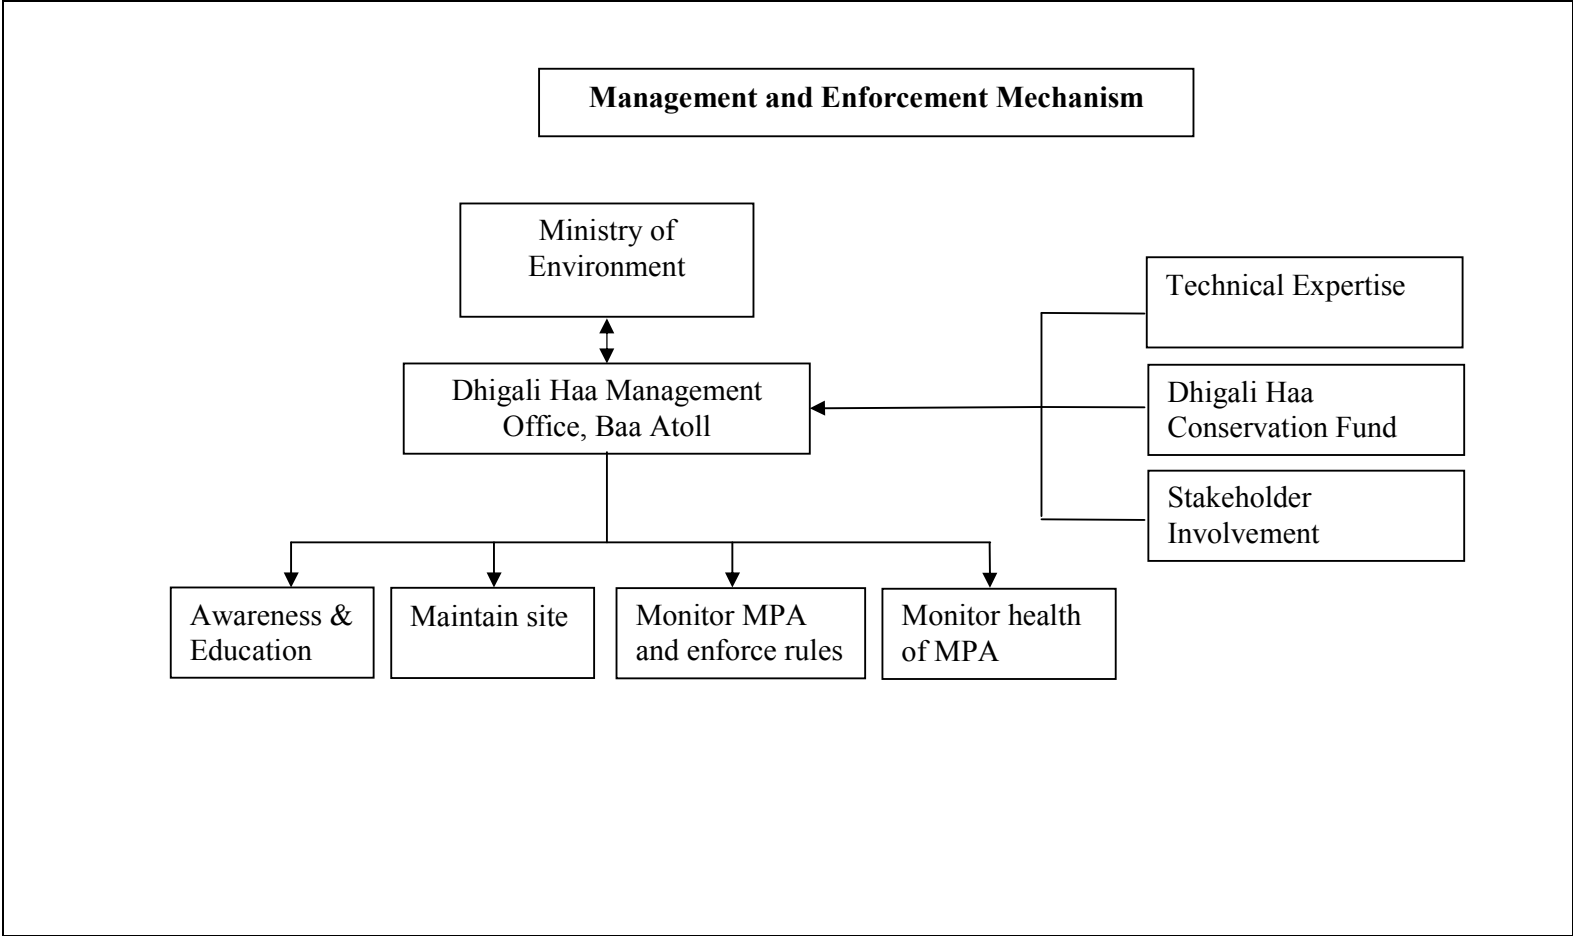 Management and Enforcement Mechanism
Ministry of
Environment
Technical Expertise
Dhigali Haa Management
Office, Baa Atoll
Dhigali Haa
Conservation Fund
Stakeholder
Involvement
Awareness &
Education
Maintain site
Monitor MPA
and enforce rules
Monitor health
of MPA